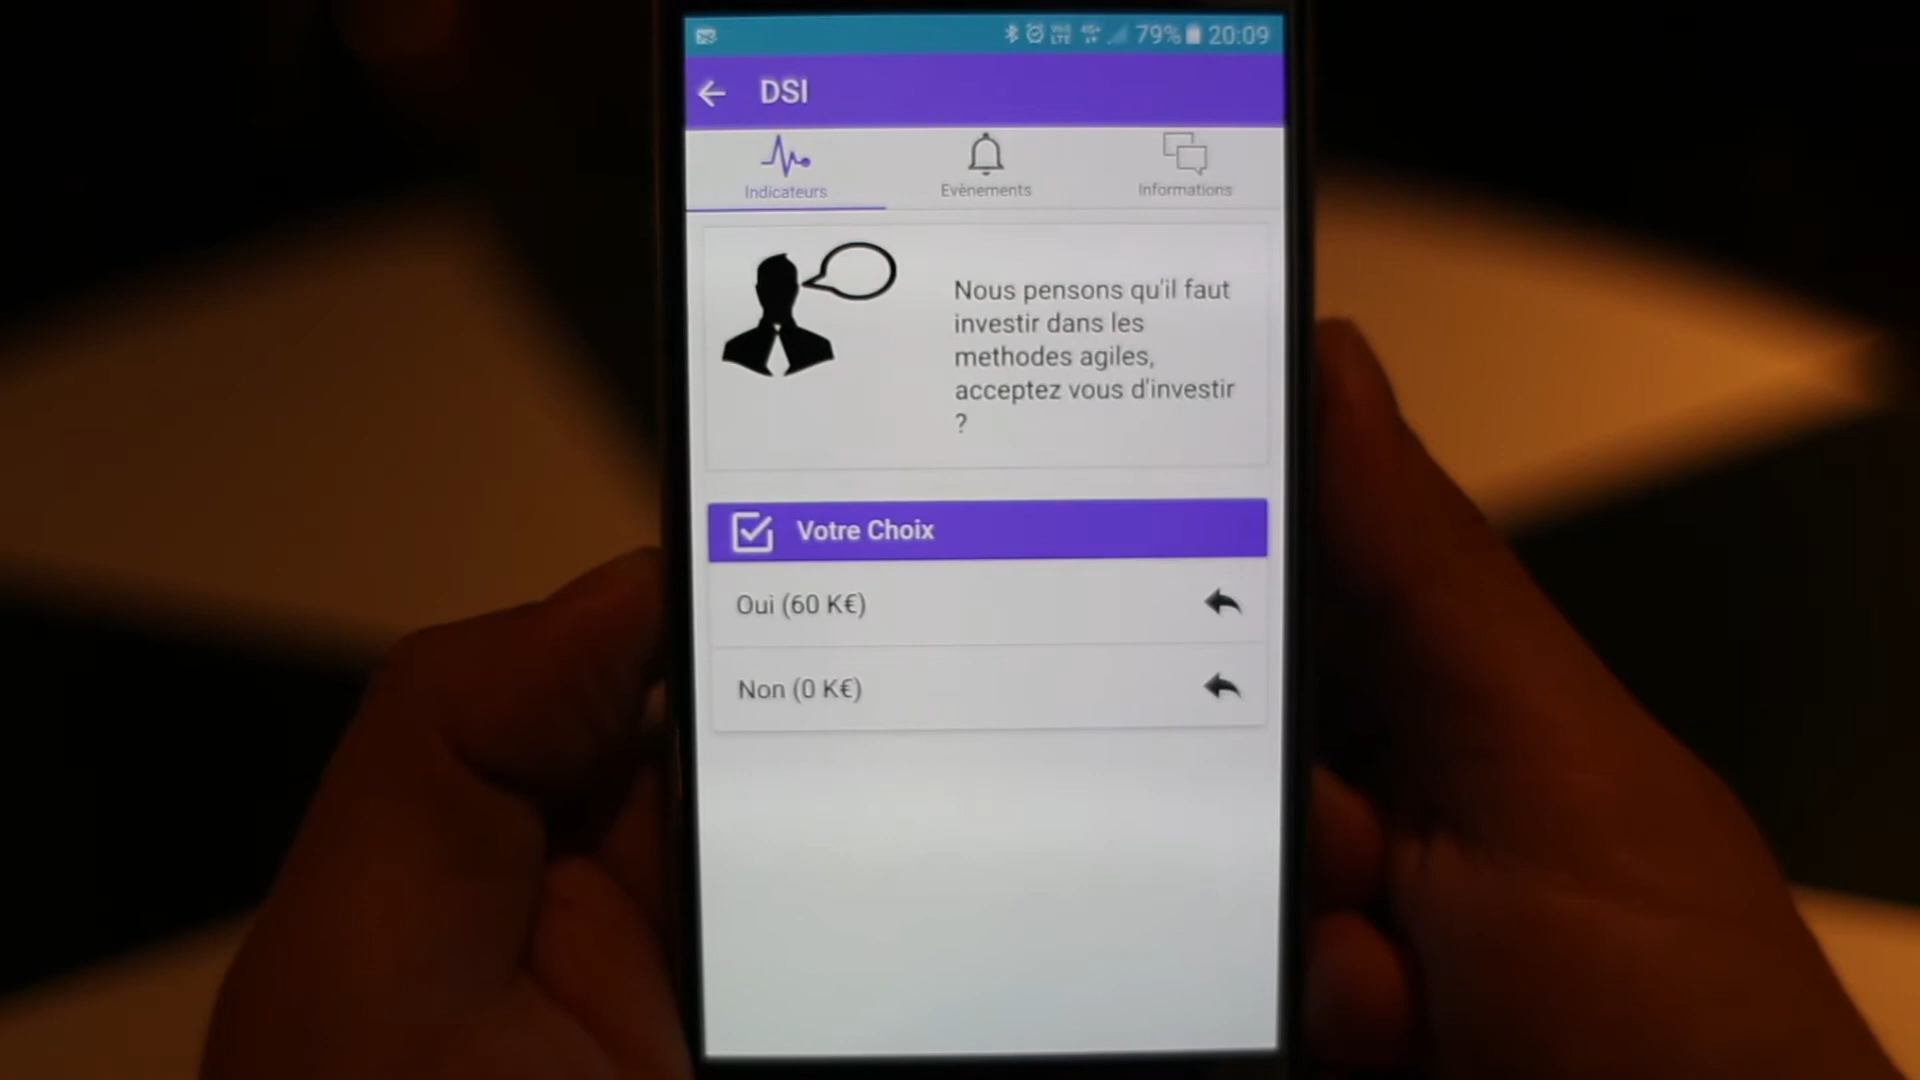 79% 20:09
DSI
Indicateurs
Evènements
Informations
Nous pensons qu'il faut
investir dans les
methodes agiles,
acceptez vous d'investir
?
Votre Choix
Oui (60 K€)
Non (0 K€)